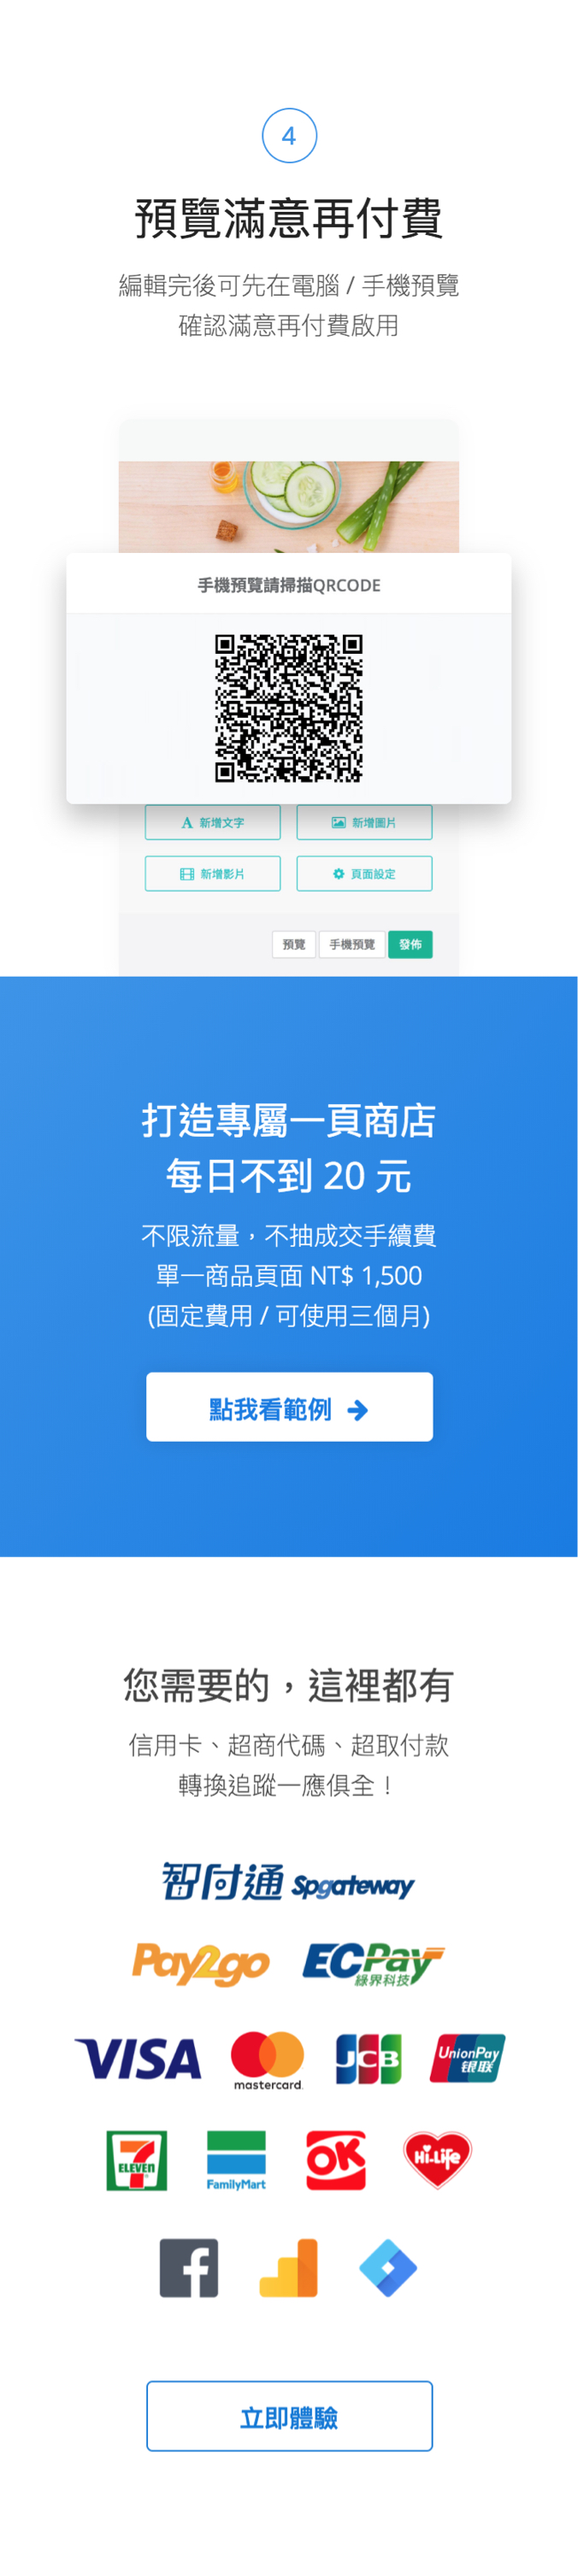 4
預覽滿意再付費
編輯完後可先在電腦 / 手機預覽
確認滿意再付費啟用
手機預覽請掃描QRCODE
新增文字
新增圖片
新增影片
頁面設定
預覽
手機預覽
發佈
打造專屬一頁商店
每日不到 20 元
不限流量，不抽成交手續費
單一商品頁面 NT$ 1,500
(固定費用 / 可使用三個月)
點我看範例
您需要的，這裡都有
信用卡、超商代碼、超取付款
轉換追蹤一應俱全！
智付通 Spgateway
Pay2go
ECPay
綠界科技
VISA
mastercard.
JCB
UnionPay
银联
7
ELEVEN
FamilyMart
OK
Hi-Life
立即體驗